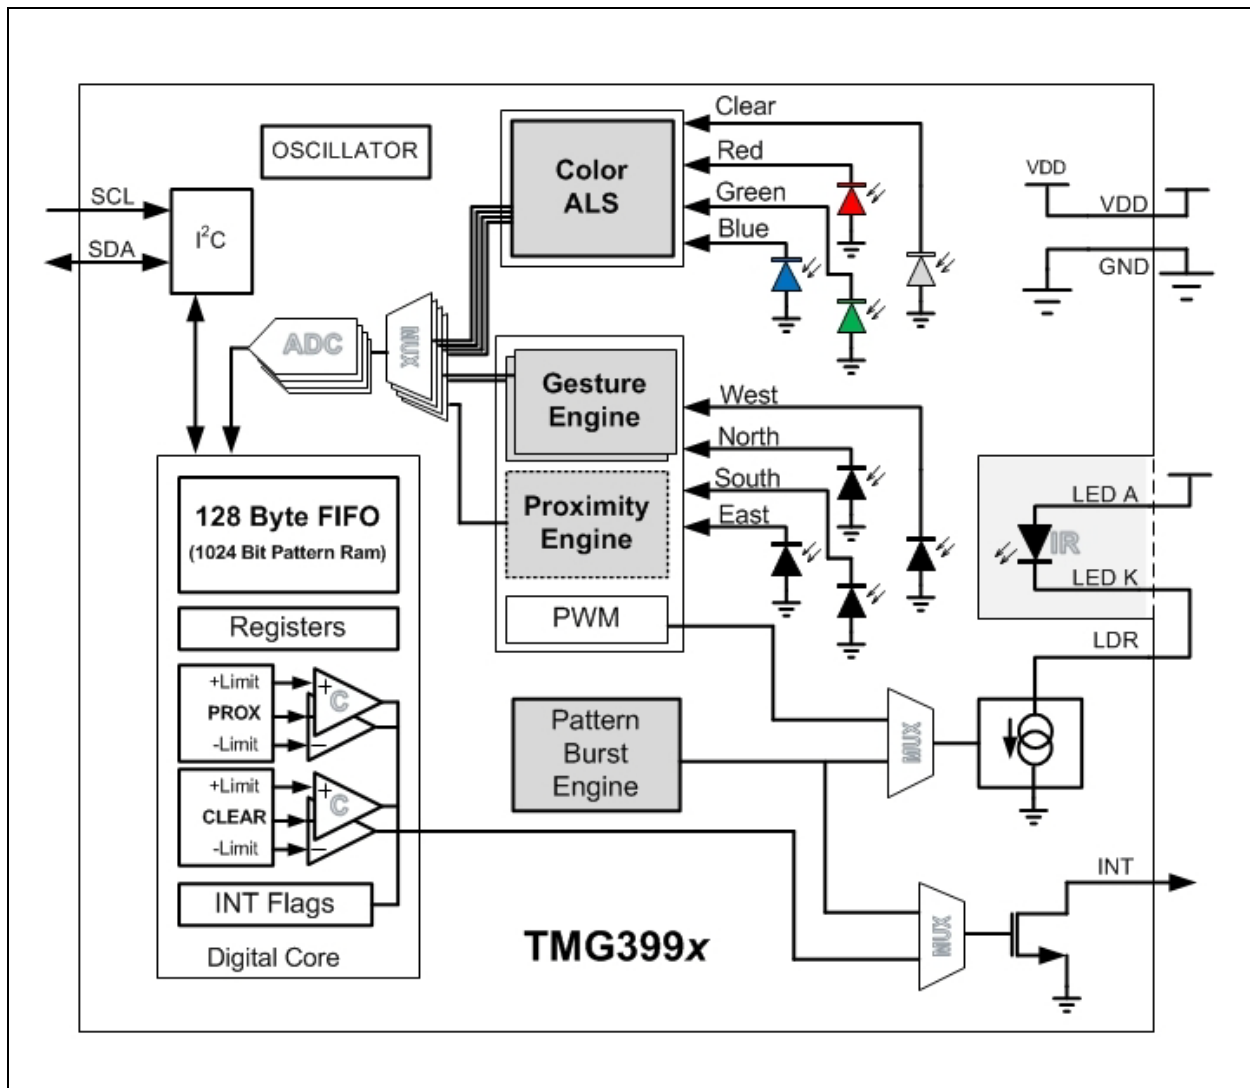 OSCILLATOR
SCL
SDA
I²C
Color
ALS
Clear
Red
Green
Blue
VDD
VDD
GND
ADC
MUX
Gesture
Engine
Proximity
Engine
PWM
West
North
South
East
LED A
IR
LED K
LDR
128 Byte FIFO
(1024 Bit Pattern Ram)
Registers
+Limit
PROX
-Limit
+
C
−
+Limit
CLEAR
-Limit
+
C
−
INT Flags
Digital Core
Pattern
Burst
Engine
MUX
MUX
INT
TMG399x